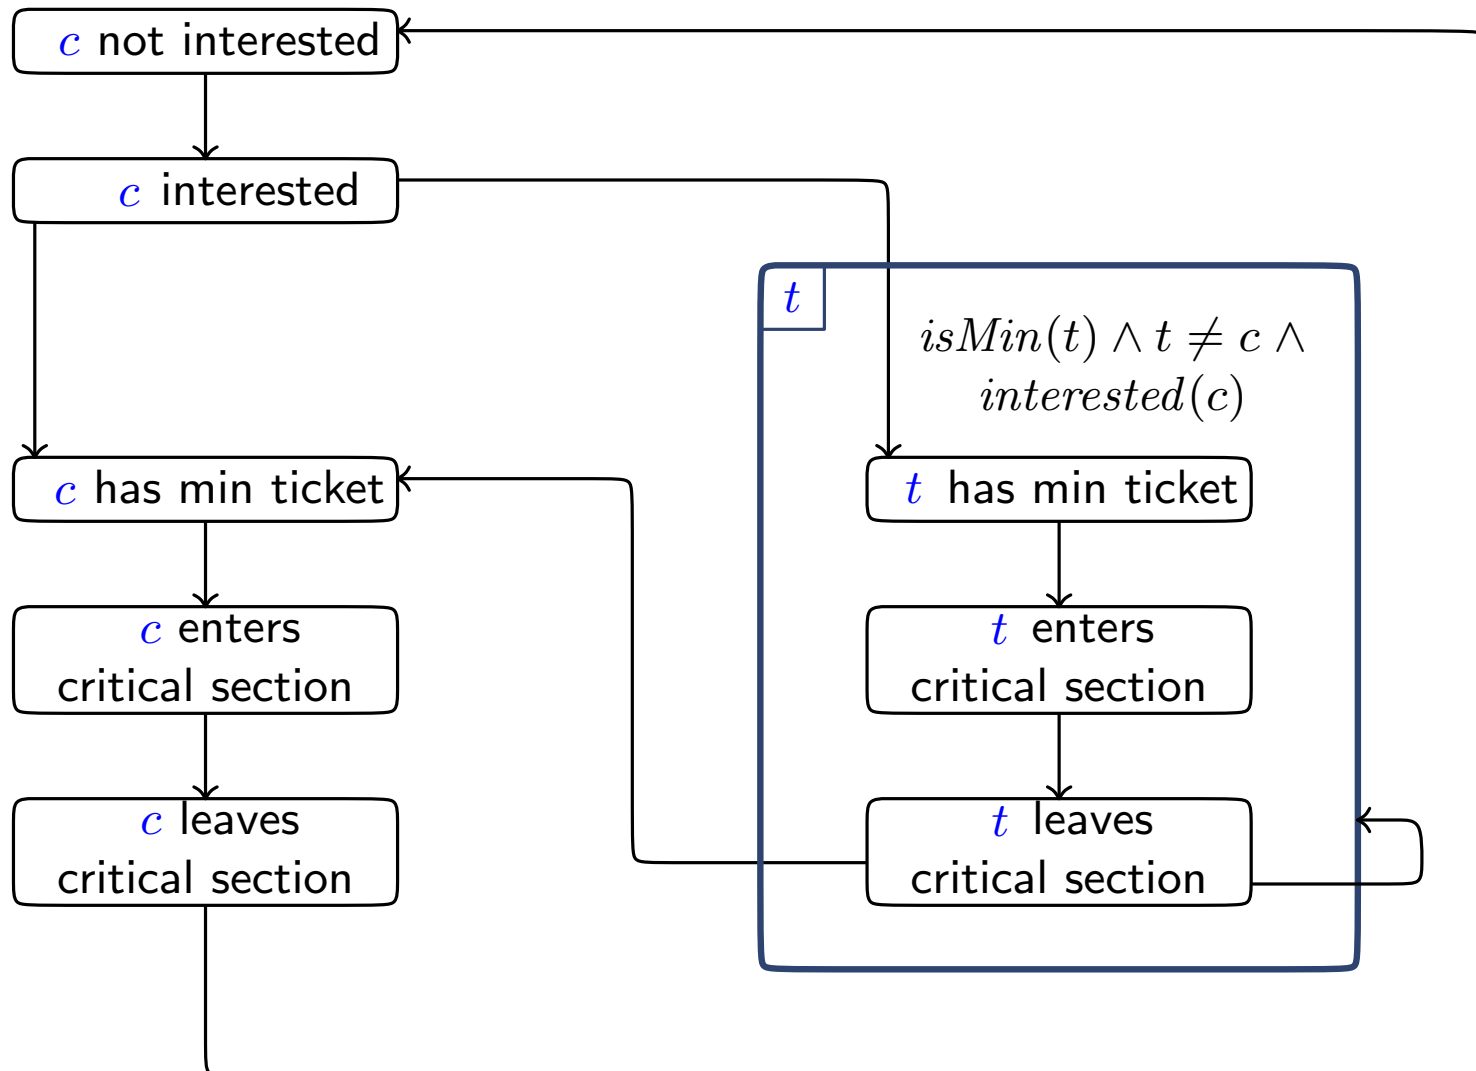 c not interested
c interested
t
isMin(t) ∧ t ≠ c ∧
interested(c)
c has min ticket
t has min ticket
c enters
critical section
t enters
critical section
c leaves
critical section
t leaves
critical section